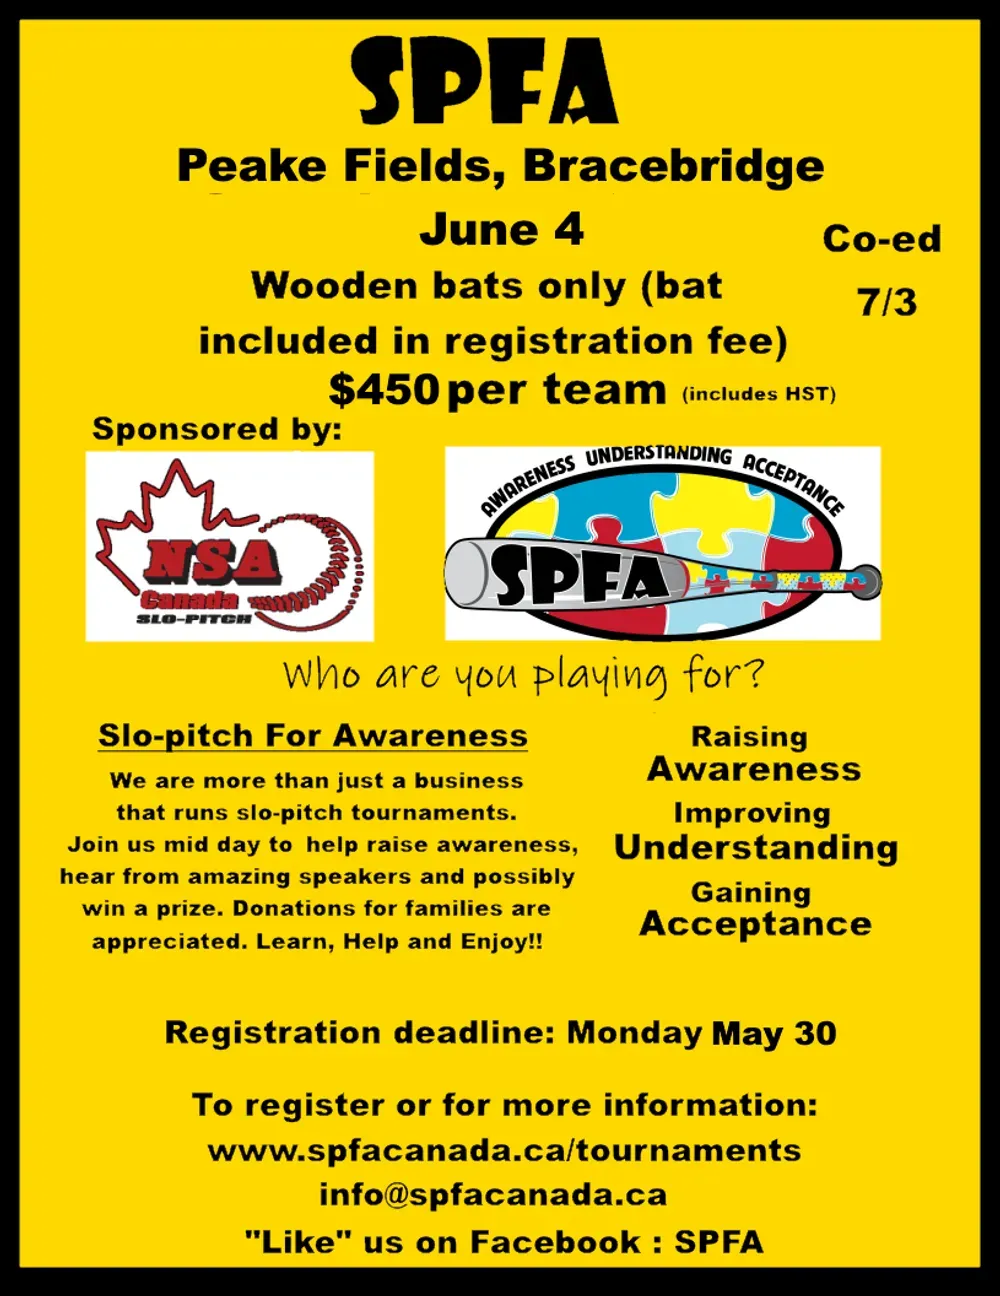 SPFA
Peake Fields, Bracebridge
June 4
Co-ed
7/3
Wooden bats only (bat
included in registration fee)
$450 per team (includes HST)
Sponsored by:
NSA
Canada
SLO-PITCH
AWARENESS UNDERSTANDING ACCEPTANCE
SPFA
Who are you playing for?
Slo-pitch For Awareness
We are more than just a business
that runs slo-pitch tournaments.
Join us mid day to help raise awareness,
hear from amazing speakers and possibly
win a prize. Donations for families are
appreciated. Learn, Help and Enjoy!!
Raising
Awareness
Improving
Understanding
Gaining
Acceptance
Registration deadline: Monday May 30
To register or for more information:
www.spfacanada.ca/tournaments
info@spfacanada.ca
"Like" us on Facebook : SPFA